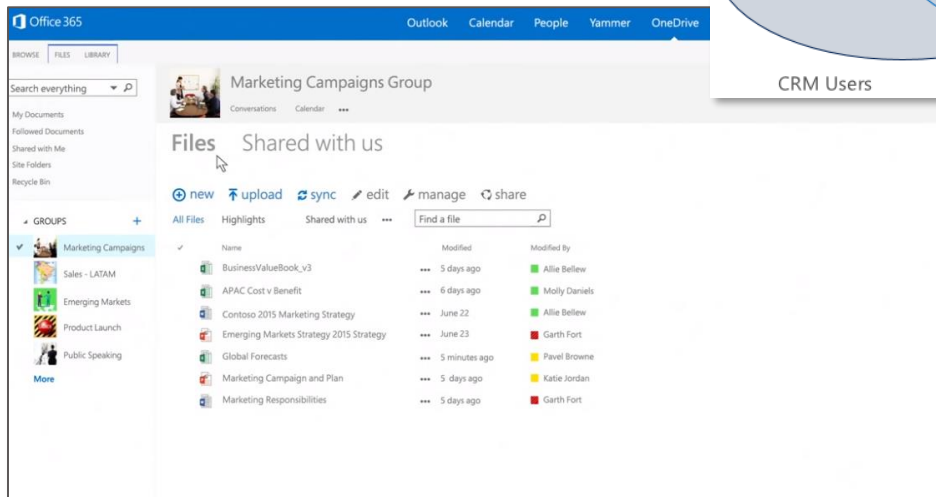 Office 365
Outlook Calendar People Yammer OneDrive
CRM Users
BROWSE FILES LIBRARY
Search everything
My Documents
Followed Documents
Shared with Me
Site Folders
Recycle Bin
GROUPS +
Marketing Campaigns
Sales - LATAM
Emerging Markets
Product Launch
Public Speaking
More
Marketing Campaigns Group
Conversations Calendar •••
Files Shared with us
new upload sync edit manage share
All Files Highlights Shared with us ••• Find a file
Name Modified Modified By
BusinessValueBook_v3 ••• 5 days ago Allie Bellew
APAC Cost v Benefit ••• 6 days ago Molly Daniels
Contoso 2015 Marketing Strategy ••• June 22 Allie Bellew
Emerging Markets Strategy 2015 Strategy ••• June 23 Garth Fort
Global Forecasts ••• 5 minutes ago Pavel Browne
Marketing Campaign and Plan ••• 5 days ago Katie Jordan
Marketing Responsibilities ••• 5 days ago Garth Fort